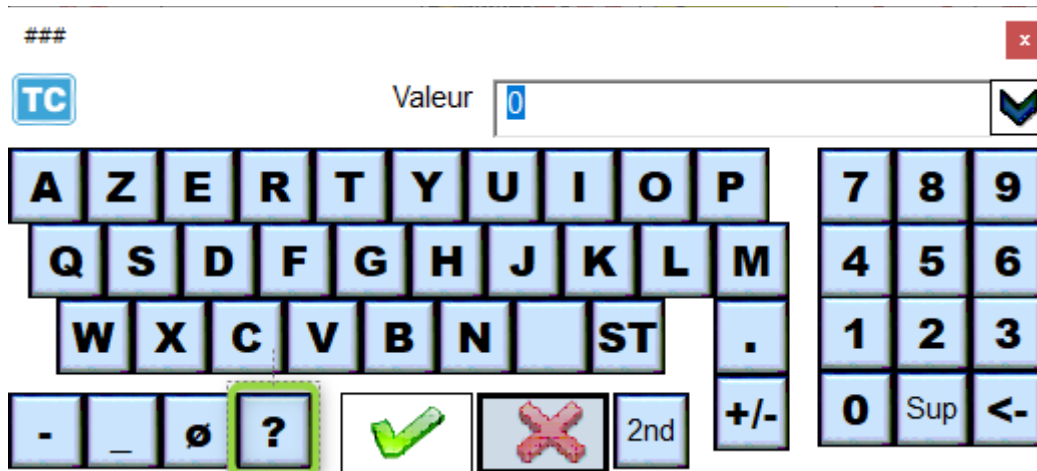 ###
x
TC
Valeur 0
A Z E R T Y U I O P 7 8 9
Q S D F G H J K L M 4 5 6
W X C V B N ST . 1 2 3
- _ ø ? 2nd +/- 0 Sup <-